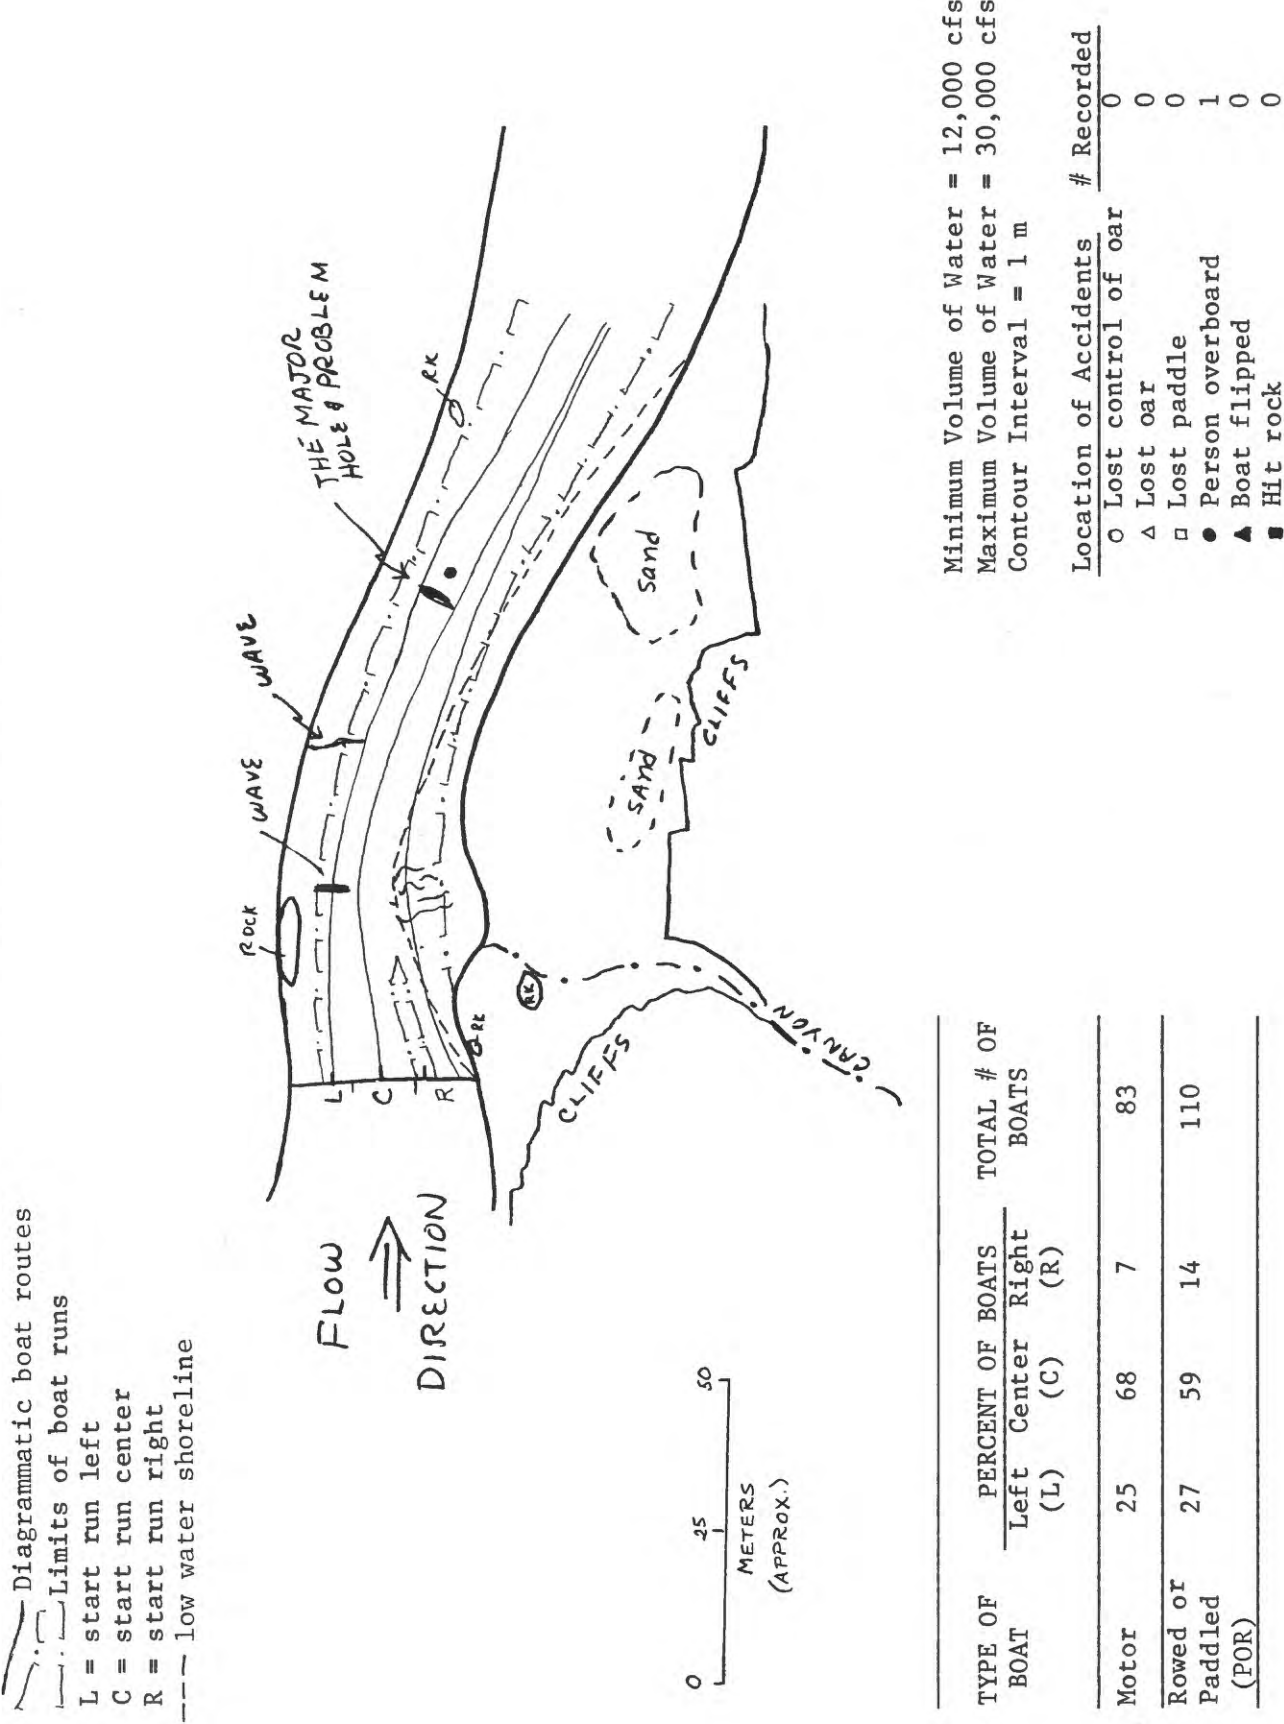 Diagrammatic boat routes
Limits of boat runs
L = start run left
C = start run center
R = start run right
--- low water shoreline
FLOW
DIRECTION
L
C
R
ROCK
WAVE
WAVE
THE MAJOR
HOLE & PROBLEM
RK
RK
RK
CLIFFS
CANYON
SAnd
CLIFFS
Sand
0 25 50
METERS
(APPROX.)
Minimum Volume of Water = 12,000 cfs
Maximum Volume of Water = 30,000 cfs
Contour Interval = 1 m
Location of Accidents # Recorded
○ Lost control of oar 0
△ Lost oar 0
□ Lost paddle 0
● Person overboard 1
▲ Boat flipped 0
■ Hit rock 0
TYPE OF PERCENT OF BOATS TOTAL # OF
BOAT Left Center Right BOATS
(L) (C) (R)
Motor 25 68 7 83
Rowed or 27 59 14 110
Paddled
(POR)